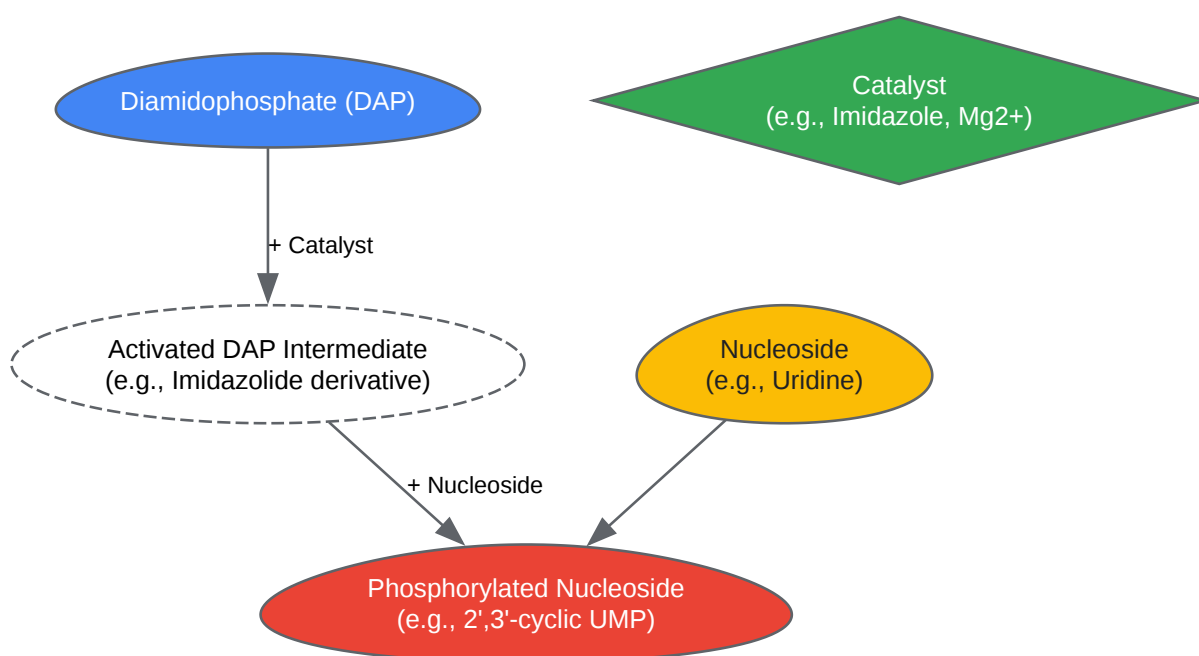 Diamidophosphate (DAP)
Catalyst
(e.g., Imidazole, Mg2+)
+ Catalyst
Activated DAP Intermediate
(e.g., Imidazolide derivative)
Nucleoside
(e.g., Uridine)
+ Nucleoside
Phosphorylated Nucleoside
(e.g., 2',3'-cyclic UMP)